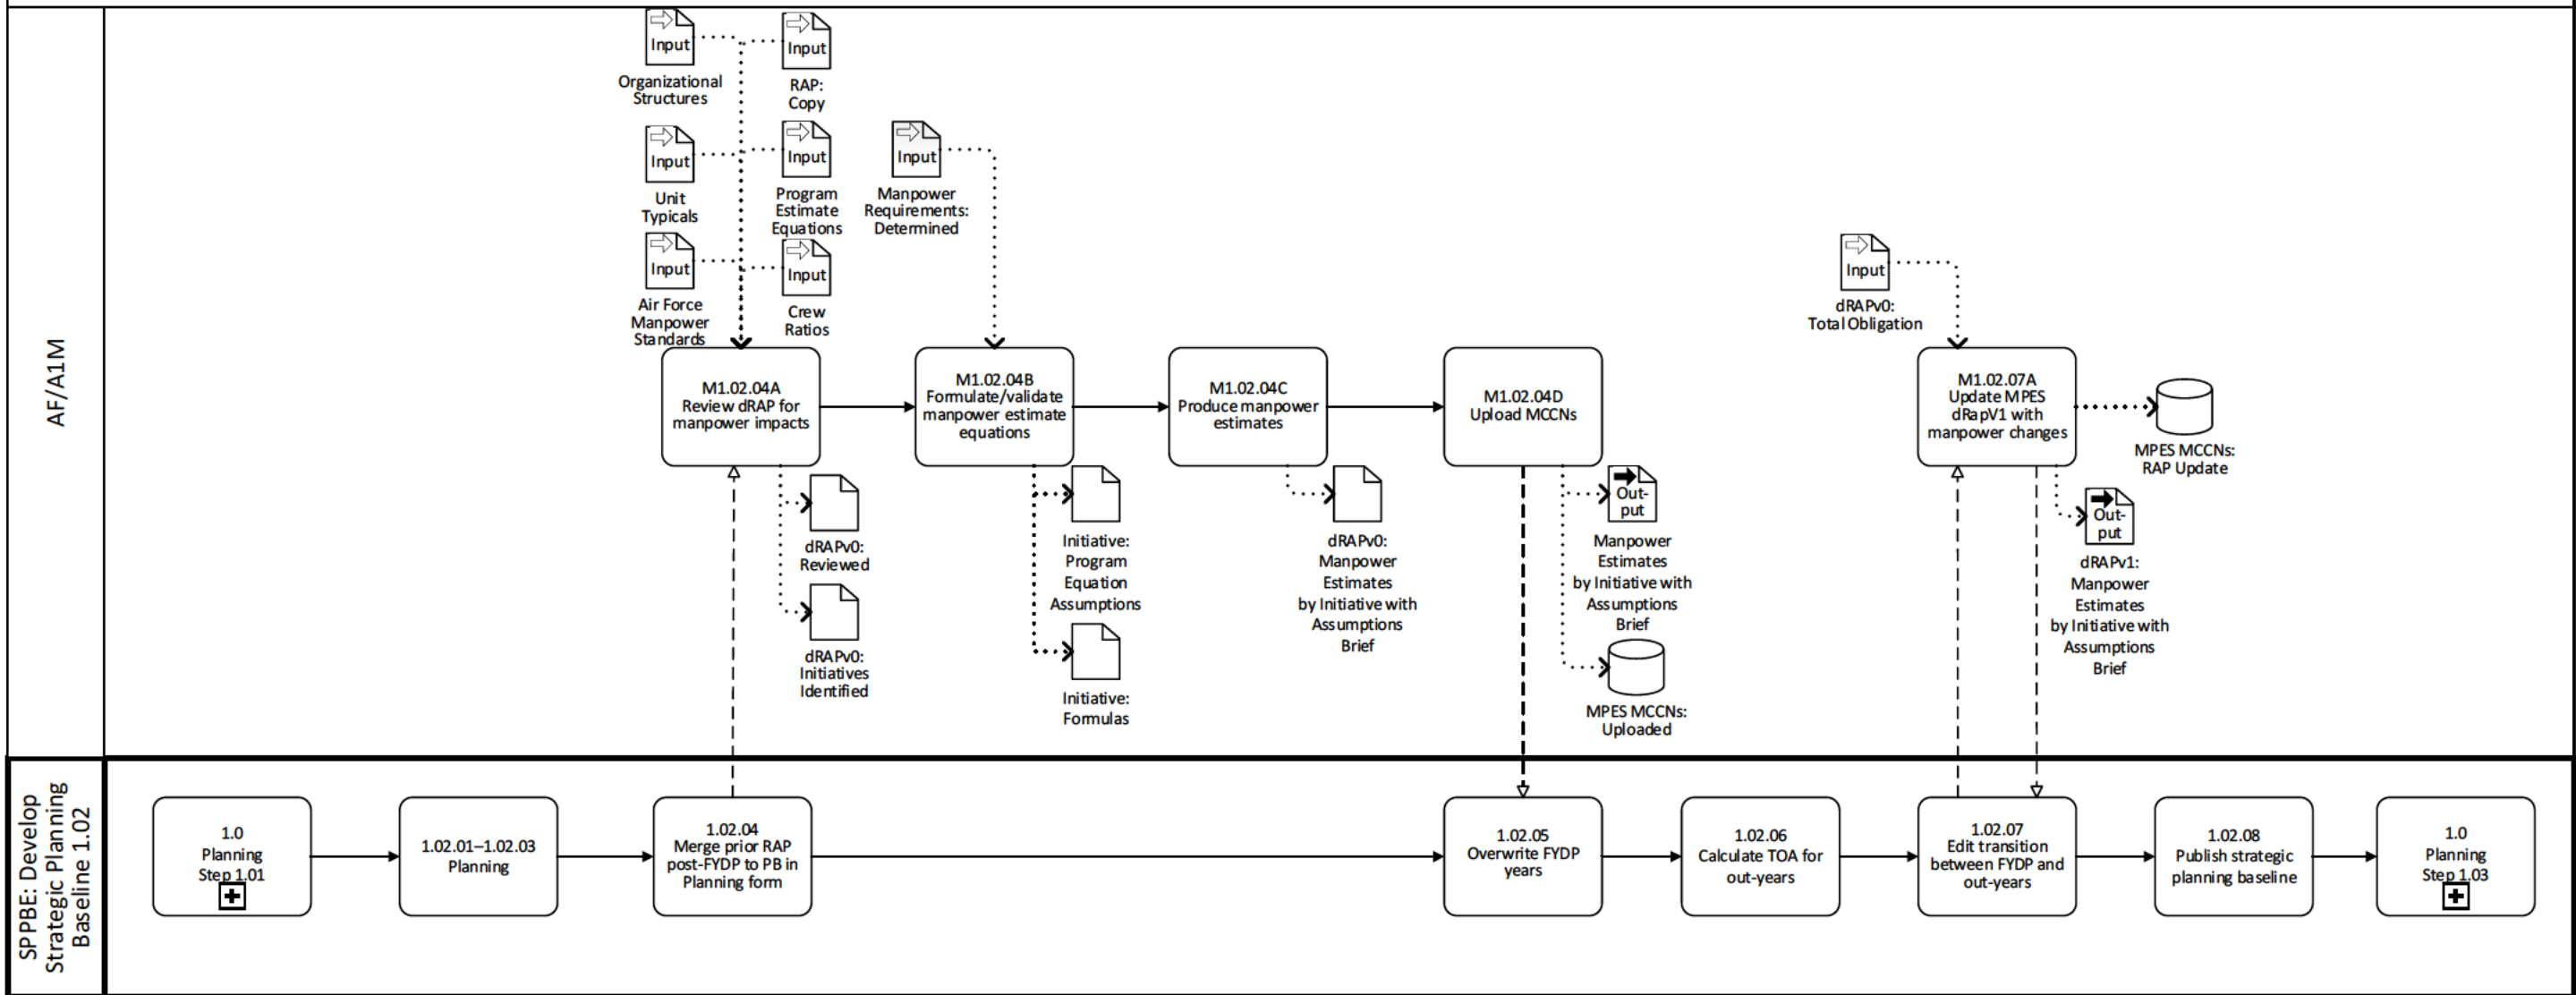 AF/A1M
Input
Organizational
Structures
Input
RAP:
Copy
Input
Unit
Typicals
Input
Program
Estimate
Equations
Input
Manpower
Requirements:
Determined
Input
Air Force
Manpower
Standards
Input
Crew
Ratios
Input
dRAPv0:
Total Obligation
M1.02.04A
Review dRAP for
manpower impacts
M1.02.04B
Formulate/validate
manpower estimate
equations
M1.02.04C
Produce manpower
estimates
M1.02.04D
Upload MCCNs
M1.02.07A
Update MPES
dRapV1 with
manpower changes
MPES MCCNs:
RAP Update
dRAPv0:
Reviewed
dRAPv0:
Initiatives
Identified
Initiative:
Program
Equation
Assumptions
Initiative:
Formulas
dRAPv0:
Manpower
Estimates
by Initiative with
Assumptions
Brief
Out-
put
Manpower
Estimates
by Initiative with
Assumptions
Brief
MPES MCCNs:
Uploaded
Out-
put
dRAPv1:
Manpower
Estimates
by Initiative with
Assumptions
Brief
SPPBE: Develop
Strategic Planning
Baseline 1.02
1.0
Planning
Step 1.01
1.02.01–1.02.03
Planning
1.02.04
Merge prior RAP
post-FYDP to PB in
Planning form
1.02.05
Overwrite FYDP
years
1.02.06
Calculate TOA for
out-years
1.02.07
Edit transition
between FYDP and
out-years
1.02.08
Publish strategic
planning baseline
1.0
Planning
Step 1.03